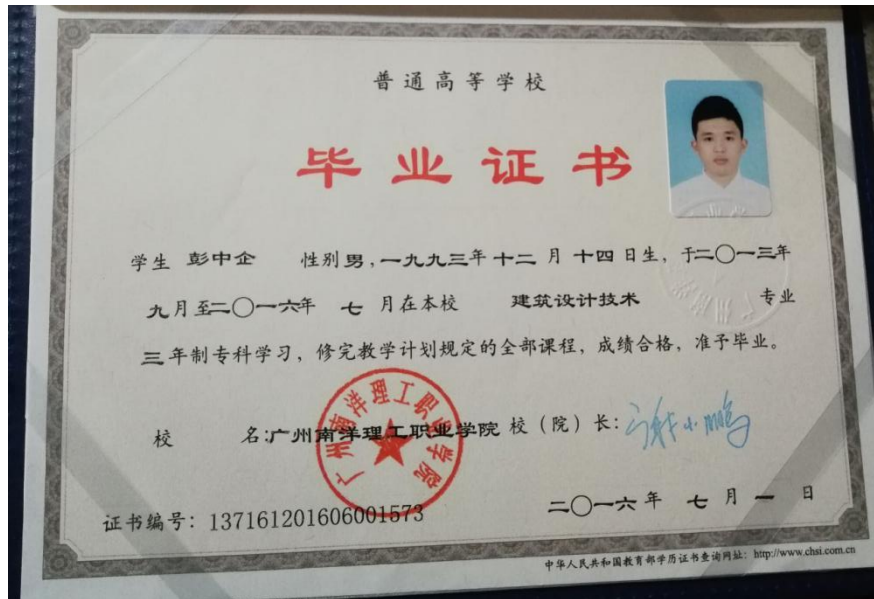 普通高等学校
毕业证书
学生 彭中企 性别 男，一九九三年 十二 月 十四 日生，于二〇一三年
九月至二〇一六年 七 月在本校 建筑设计技术 专业
三 年制专科学习，修完教学计划规定的全部课程，成绩合格，准予毕业。
校 名:广州南洋理工职业学院 校（院）长：谢小鹏
广州南洋理工职业学院
证书编号：137161201606001573
二〇一六年 七 月 一 日
中华人民共和国教育部学历证书查询网址：http://www.chsi.com.cn